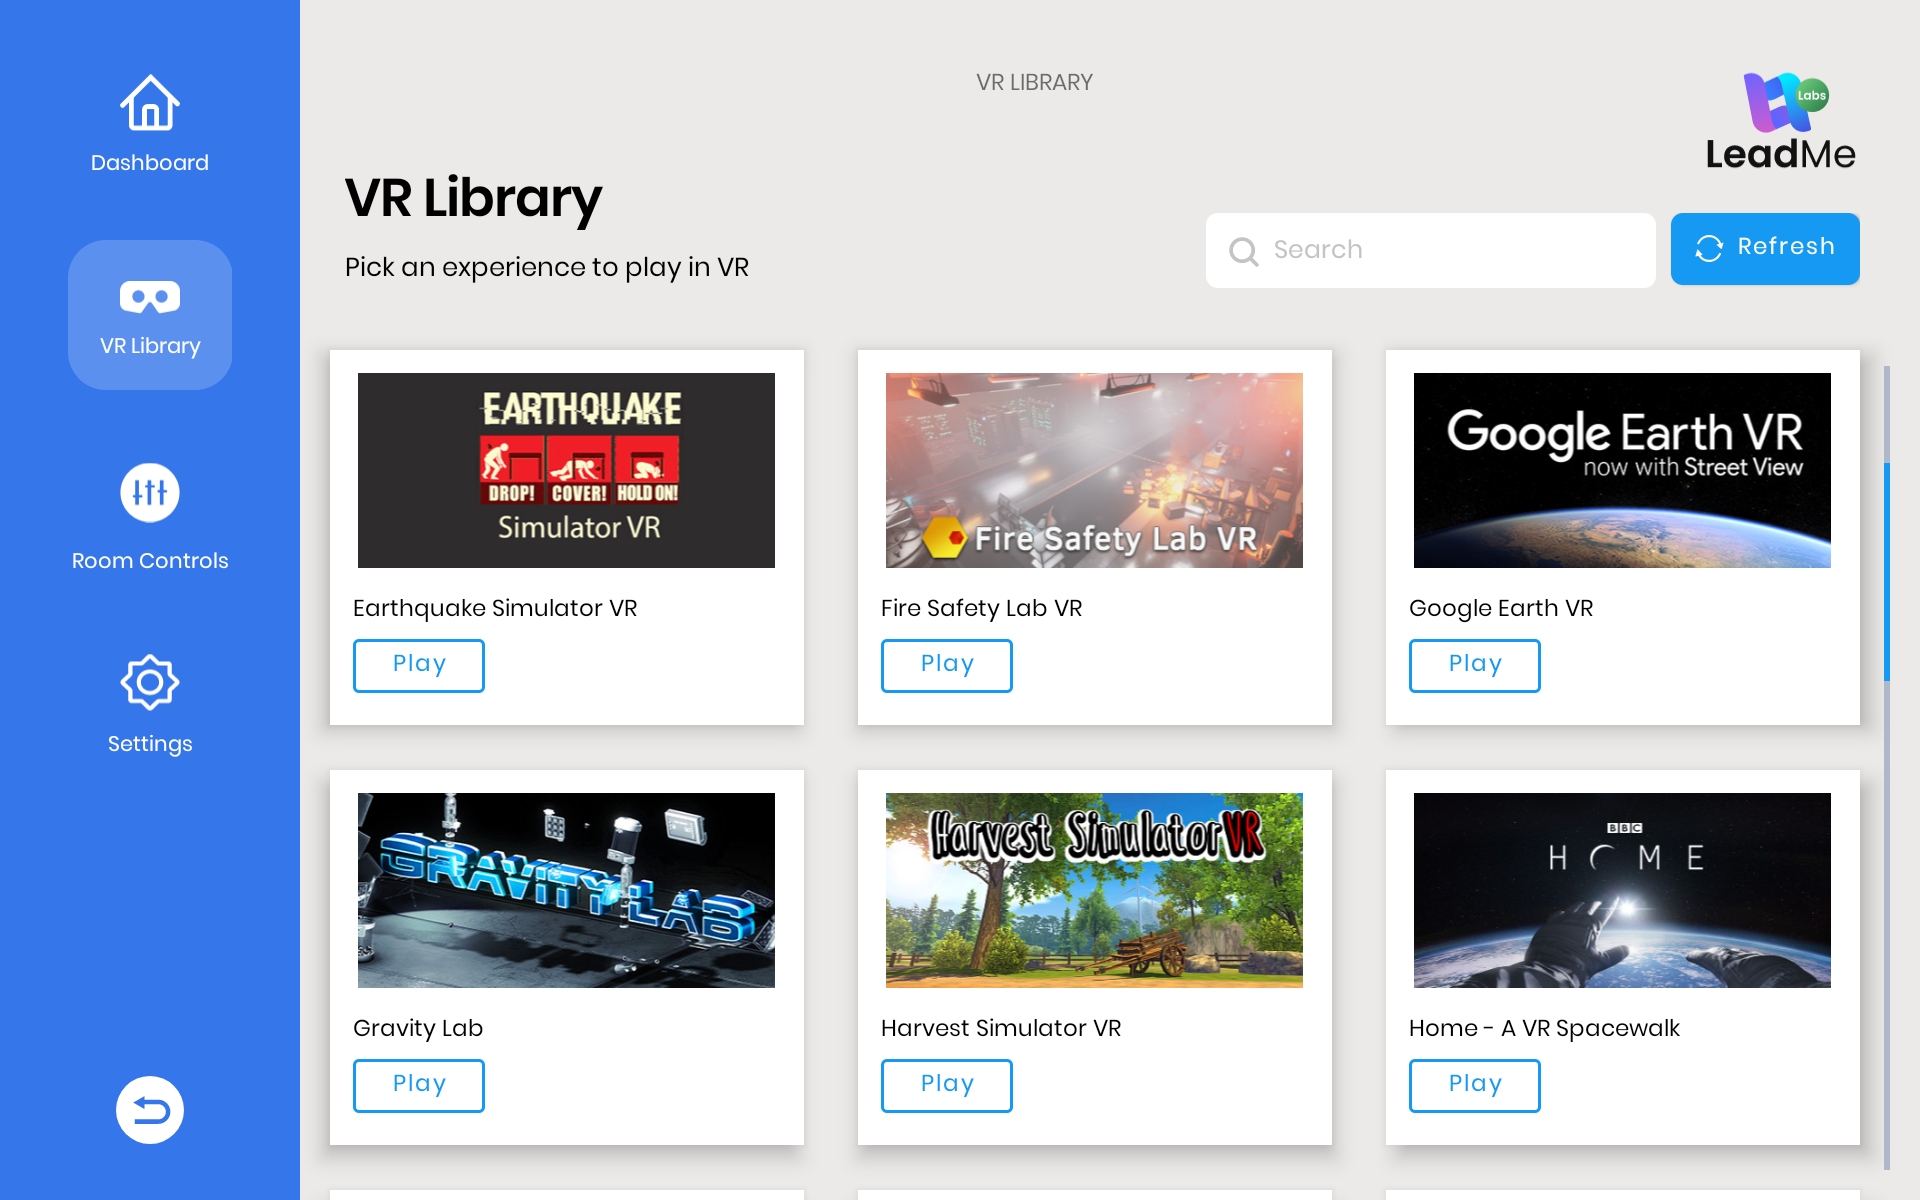 Dashboard
VR Library
Room Controls
Settings
VR LIBRARY
Labs
LeadMe
VR Library
Pick an experience to play in VR
Search
Refresh
EARTHQUAKE
DROP! COVER! HOLD ON!
Simulator VR
Earthquake Simulator VR
Play
Fire Safety Lab VR
Fire Safety Lab VR
Play
Google Earth VR
now with Street View
Google Earth VR
Play
GRAVITY LAB
Gravity Lab
Play
Harvest Simulator VR
Harvest Simulator VR
Play
BBC
HOME
Home - A VR Spacewalk
Play